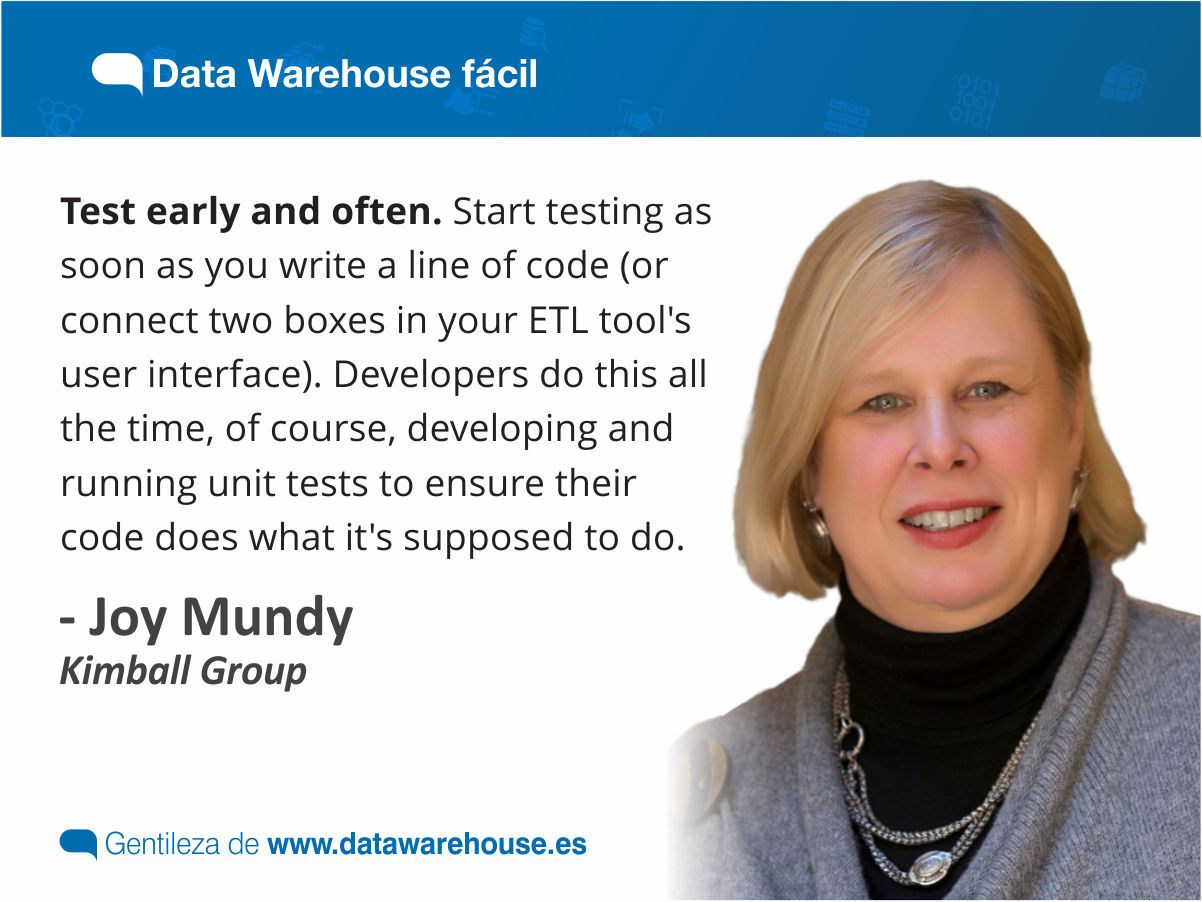 Data Warehouse fácil
0101
1001
0101
Test early and often. Start testing as
soon as you write a line of code (or
connect two boxes in your ETL tool's
user interface). Developers do this all
the time, of course, developing and
running unit tests to ensure their
code does what it's supposed to do.
- Joy Mundy
Kimball Group
Gentileza de www.datawarehouse.es